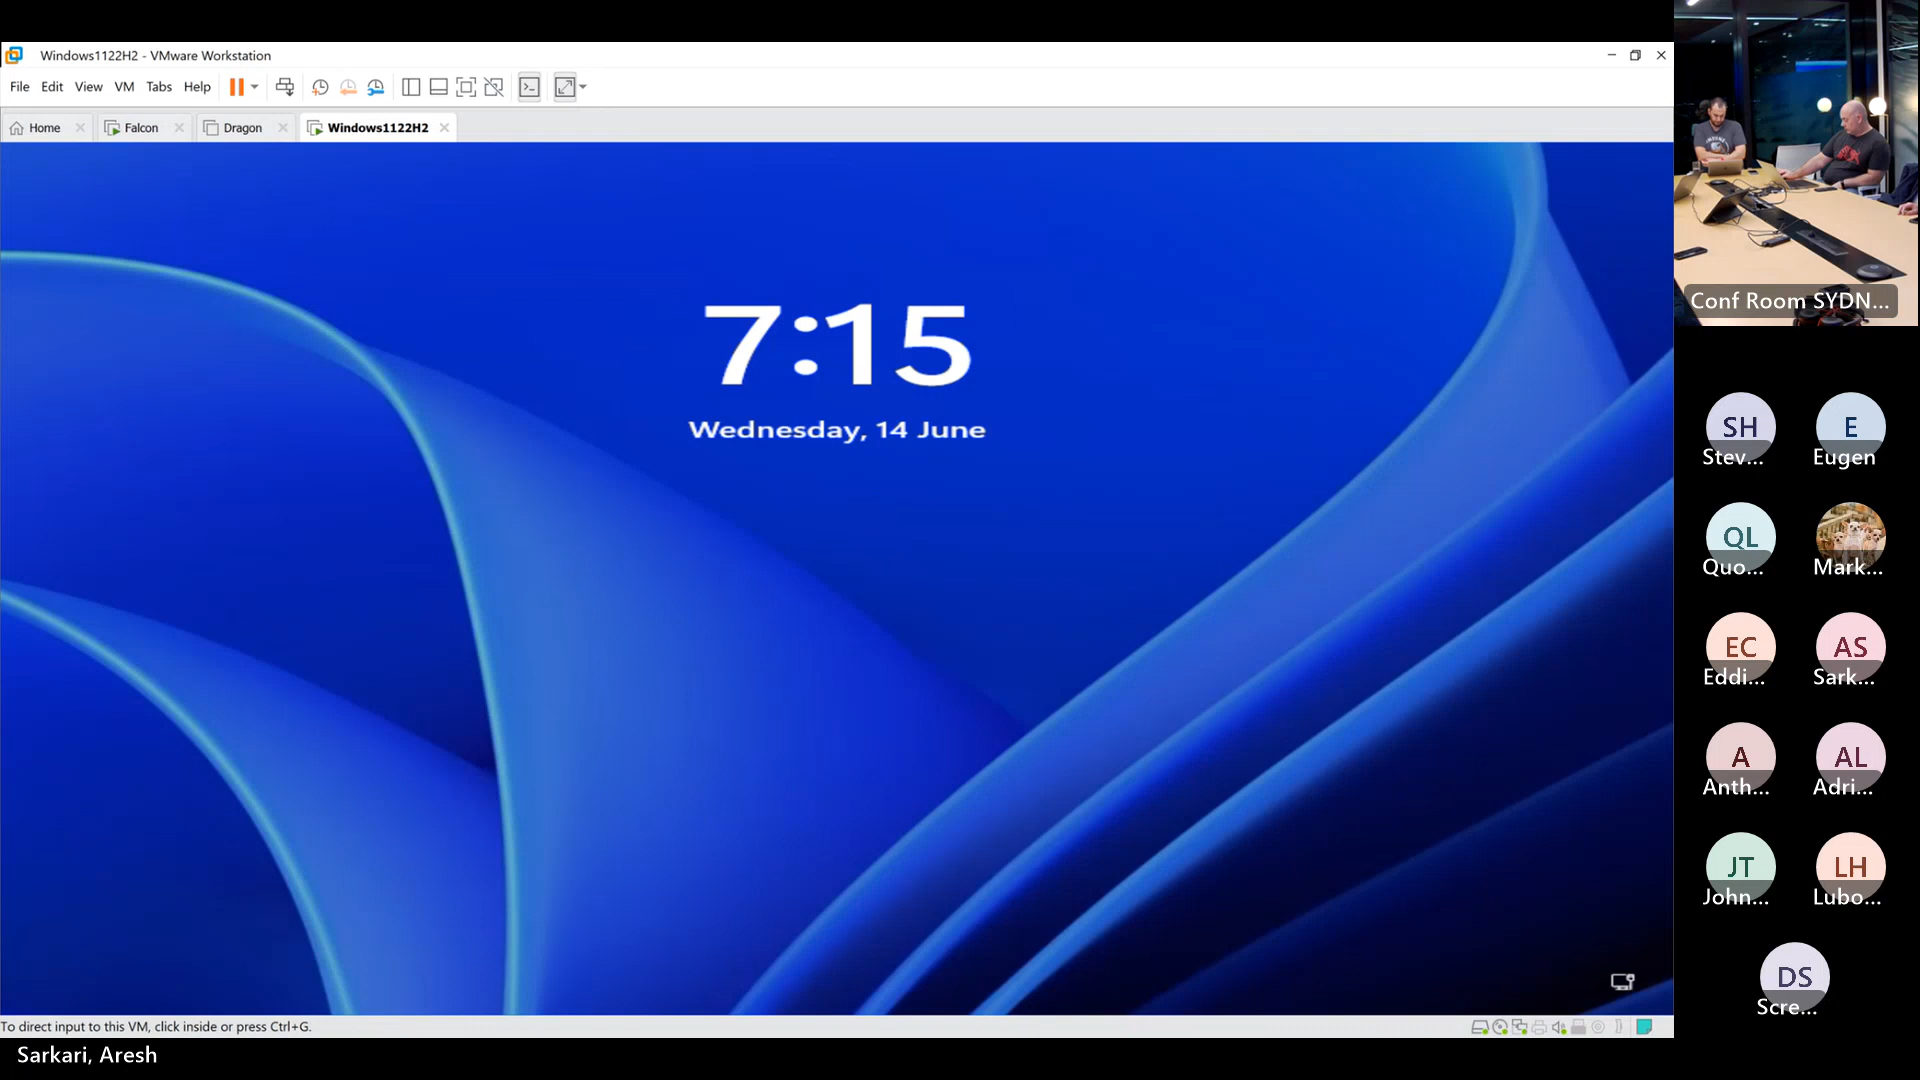 Windows1122H2 - VMware Workstation
File Edit View VM Tabs Help
Home Falcon Dragon Windows1122H2
7:15
Wednesday, 14 June
To direct input to this VM, click inside or press Ctrl+G.
Sarkari, Aresh
Conf Room SYDN...
SH E
Stev... Eugen
QL
Quo... Mark...
EC AS
Eddi... Sark...
A AL
Anth... Adri...
JT LH
John... Lubo...
DS
Scre...